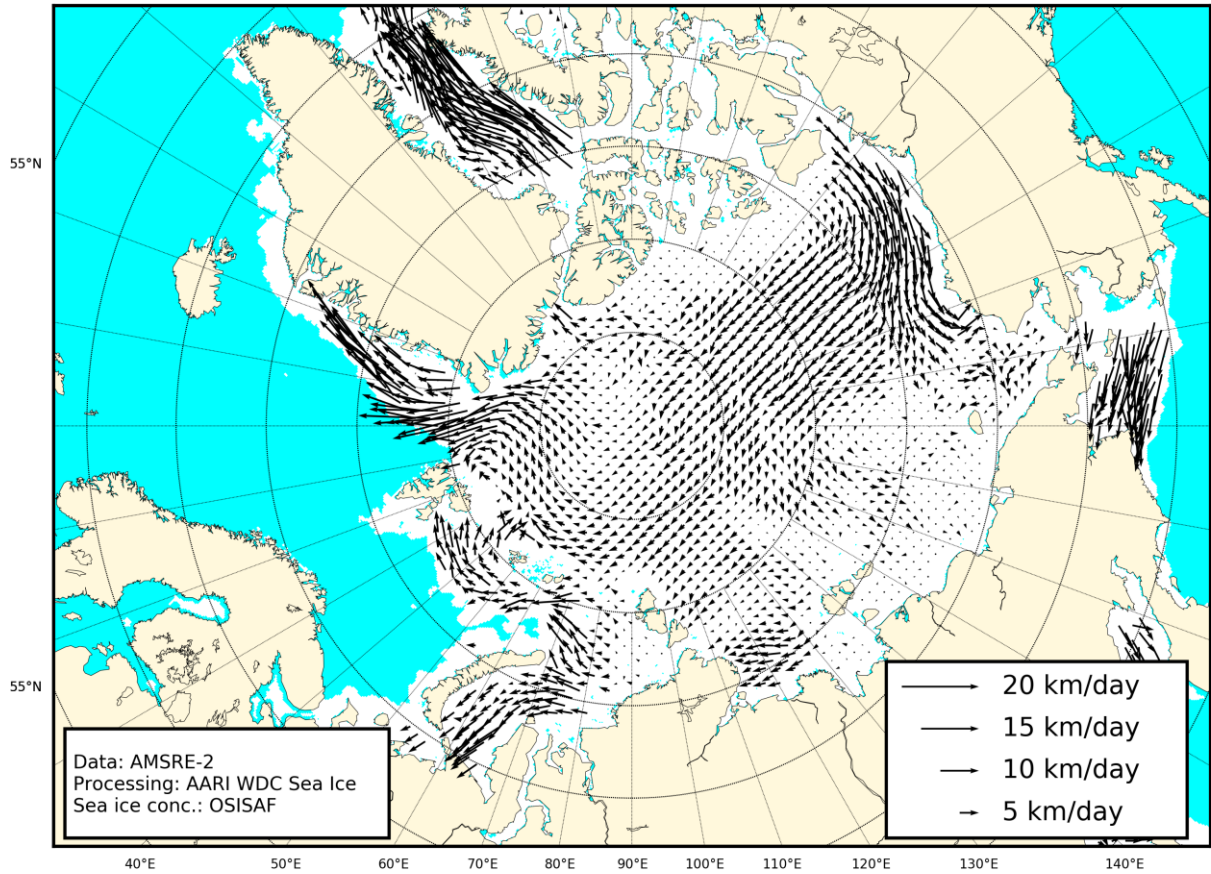 55°N
55°N
Data: AMSRE-2
Processing: AARI WDC Sea Ice
Sea ice conc.: OSISAF
20 km/day
15 km/day
10 km/day
5 km/day
40°E 50°E 60°E 70°E 80°E 90°E 100°E 110°E 120°E 130°E 140°E